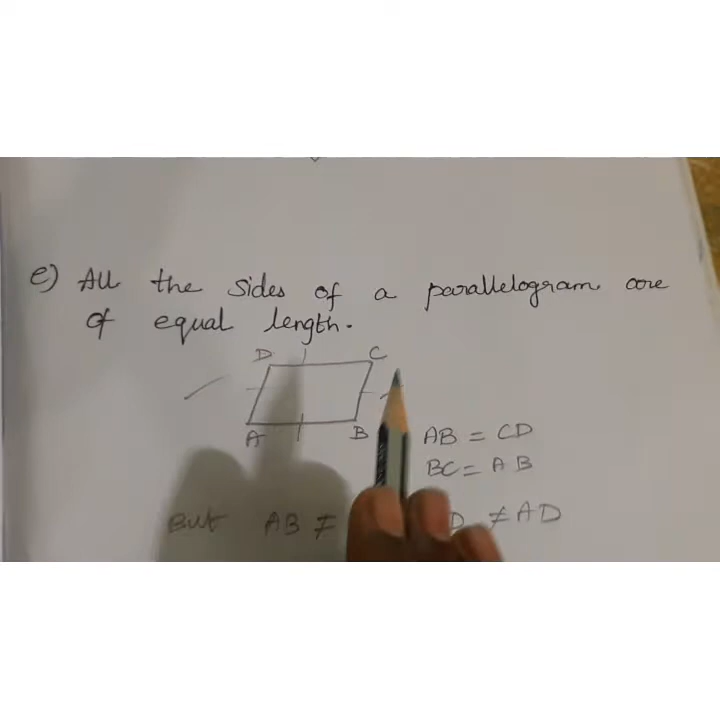 e) All the sides of a parallelogram are
of equal length.
D C
A B
AB = CD
BC = AB
But AB ≠ D ≠ AD